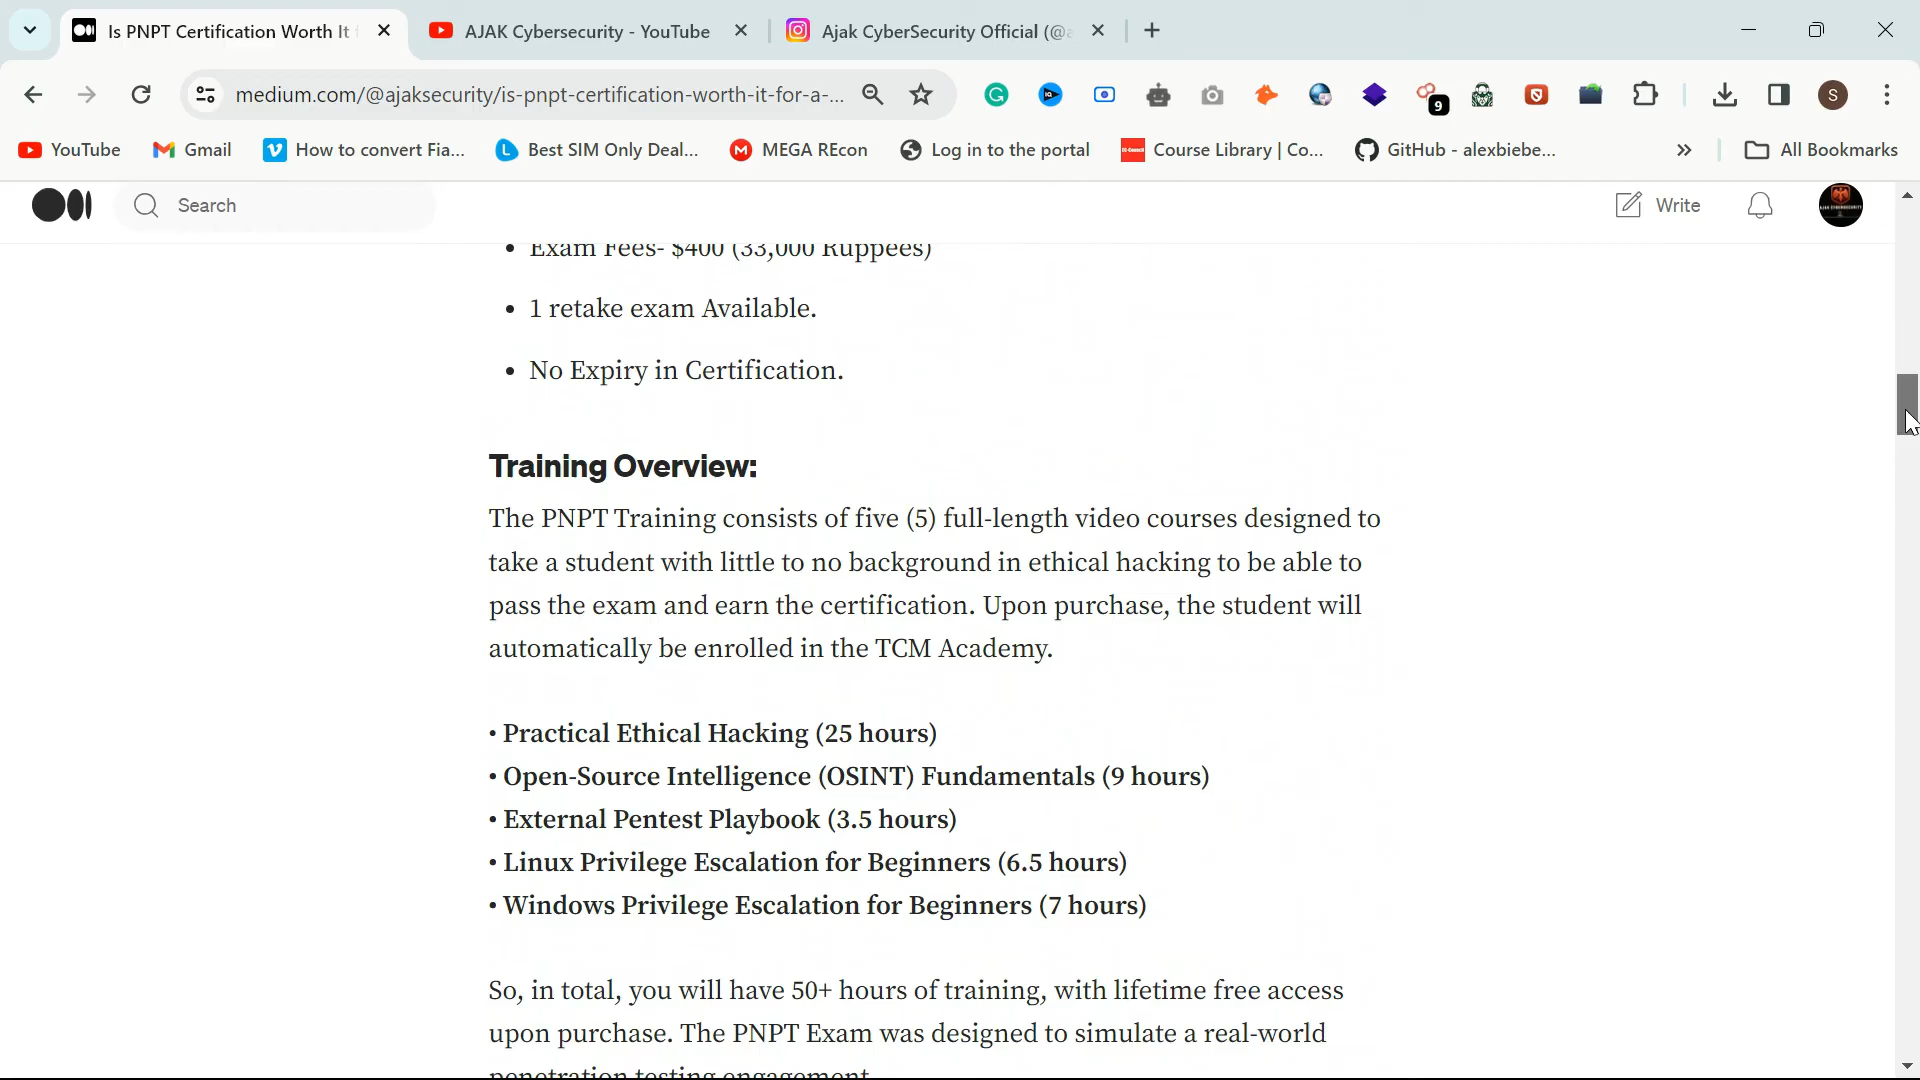 Is PNPT Certification Worth It f
AJAK Cybersecurity - YouTube
Ajak CyberSecurity Official (@a
medium.com/@ajaksecurity/is-pnpt-certification-worth-it-for-a-...
9
S
YouTube
Gmail
How to convert Fia...
Best SIM Only Deal...
MEGA REcon
Log in to the portal
Course Library | Co...
GitHub - alexbiebe...
All Bookmarks
Search
Write
• Exam Fees- $400 (33,000 Ruppees)
• 1 retake exam Available.
• No Expiry in Certification.
Training Overview:
The PNPT Training consists of five (5) full-length video courses designed to
take a student with little to no background in ethical hacking to be able to
pass the exam and earn the certification. Upon purchase, the student will
automatically be enrolled in the TCM Academy.
• Practical Ethical Hacking (25 hours)
• Open-Source Intelligence (OSINT) Fundamentals (9 hours)
• External Pentest Playbook (3.5 hours)
• Linux Privilege Escalation for Beginners (6.5 hours)
• Windows Privilege Escalation for Beginners (7 hours)
So, in total, you will have 50+ hours of training, with lifetime free access
upon purchase. The PNPT Exam was designed to simulate a real-world
penetration testing engagement